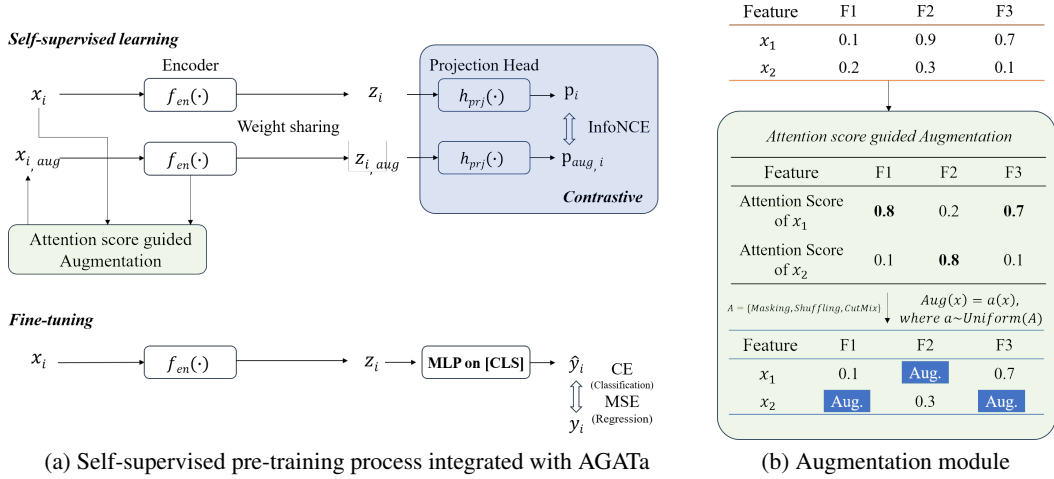 Self-supervised learning
Encoder
Projection Head
x_i
f_en(·)
z_i
h_prj(·)
p_i
Weight sharing
InfoNCE
x_i, aug
f_en(·)
z_i, aug
h_prj(·)
p_aug, i
Contrastive
Attention score guided
Augmentation
Fine-tuning
x_i
f_en(·)
z_i
MLP on [CLS]
ŷ_i
CE
(Classification)
MSE
(Regression)
y_i
(a) Self-supervised pre-training process integrated with AGATa
Feature F1 F2 F3
x_1 0.1 0.9 0.7
x_2 0.2 0.3 0.1
Attention score guided Augmentation
Feature F1 F2 F3
Attention Score
of x_1 0.8 0.2 0.7
Attention Score
of x_2 0.1 0.8 0.1
A = {Masking, Shuffling, CutMix}
Aug(x) = a(x),
where a~Uniform(A)
Feature F1 F2 F3
x_1 0.1 Aug. 0.7
x_2 Aug. 0.3 Aug.
(b) Augmentation module